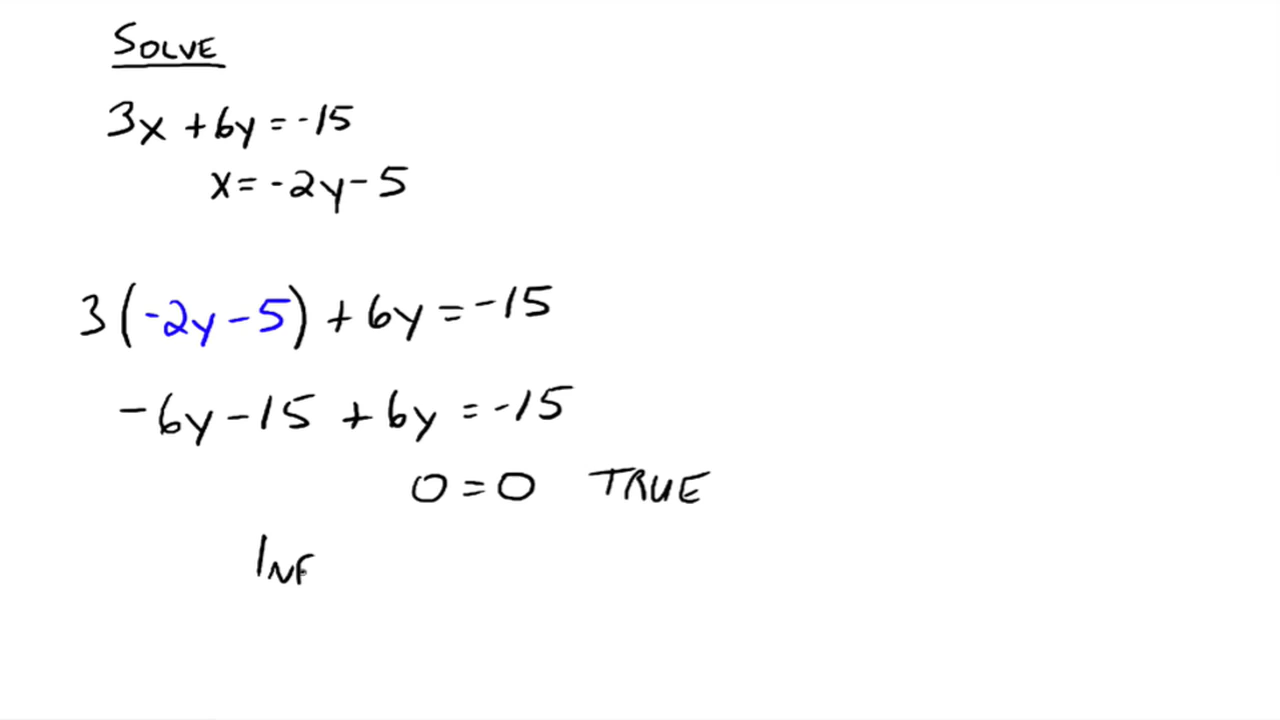 SOLVE
3x + 6y = -15
x = -2y - 5
3(-2y - 5) + 6y = -15
-6y - 15 + 6y = -15
0 = 0 TRUE
INF